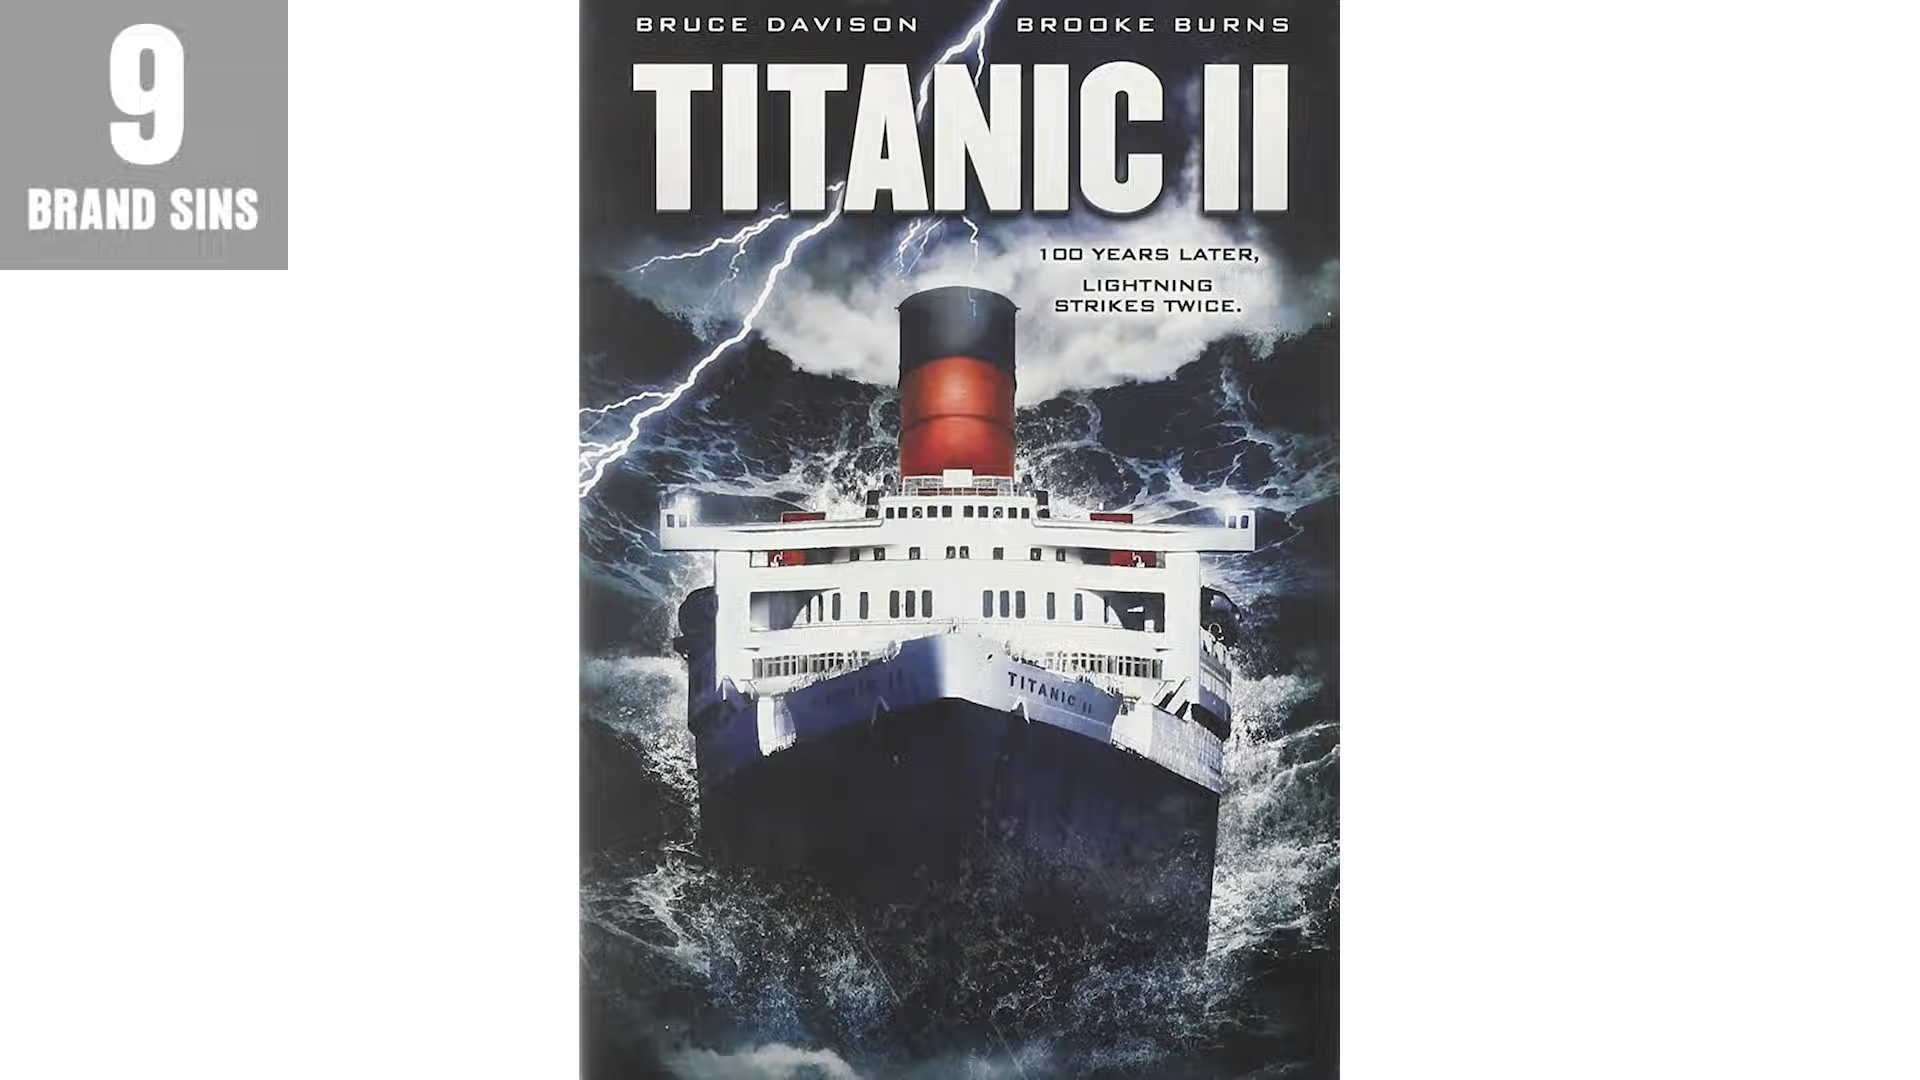 9
BRAND SINS
BRUCE DAVISON BROOKE BURNS
TITANIC II
100 YEARS LATER,
LIGHTNING
STRIKES TWICE.
TITANIC II